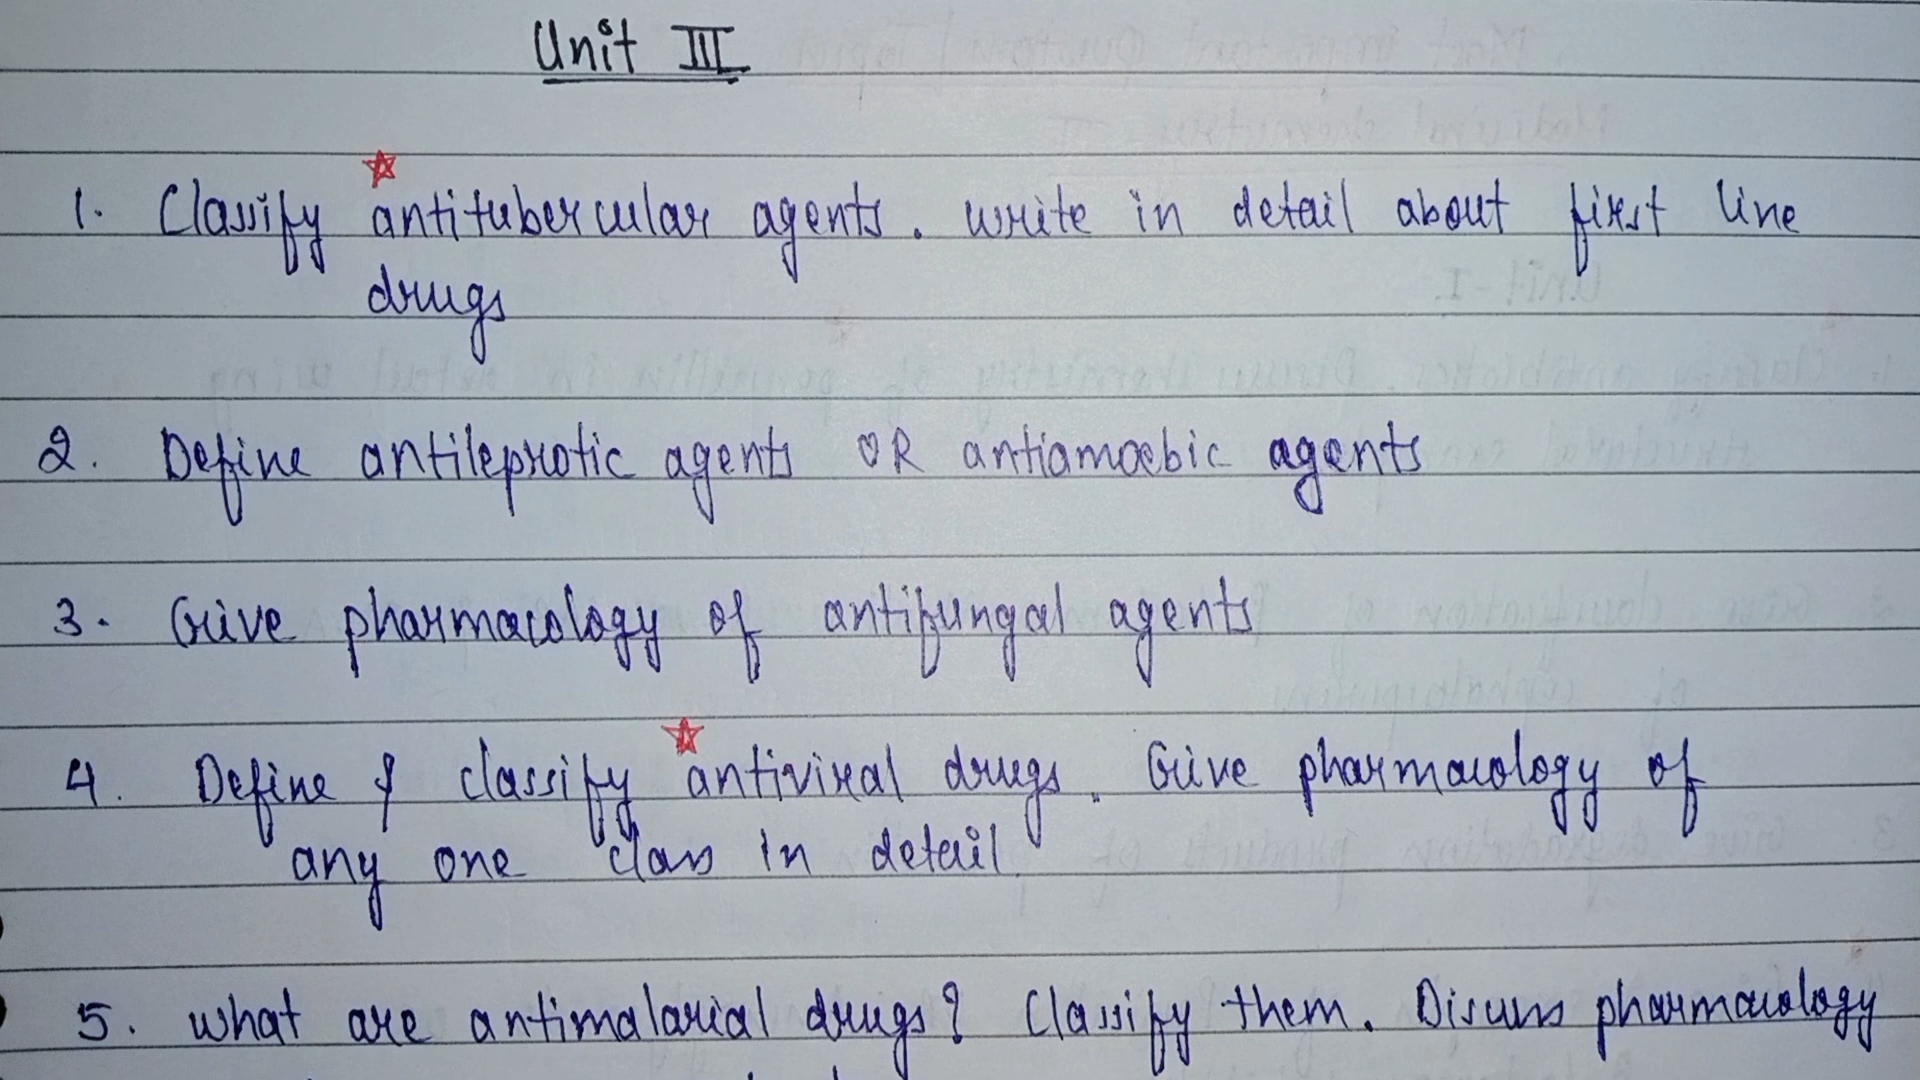 Unit III
1. Classify antitubercular agents. write in detail about first line
drugs
2. Define antileprotic agents OR antiamoebic agents
3. Give pharmacology of antifungal agents
4. Define & classify antiviral drugs. Give pharmacology of
any one class in detail
5. what are antimalarial drugs? Classify them. Discuss pharmacology